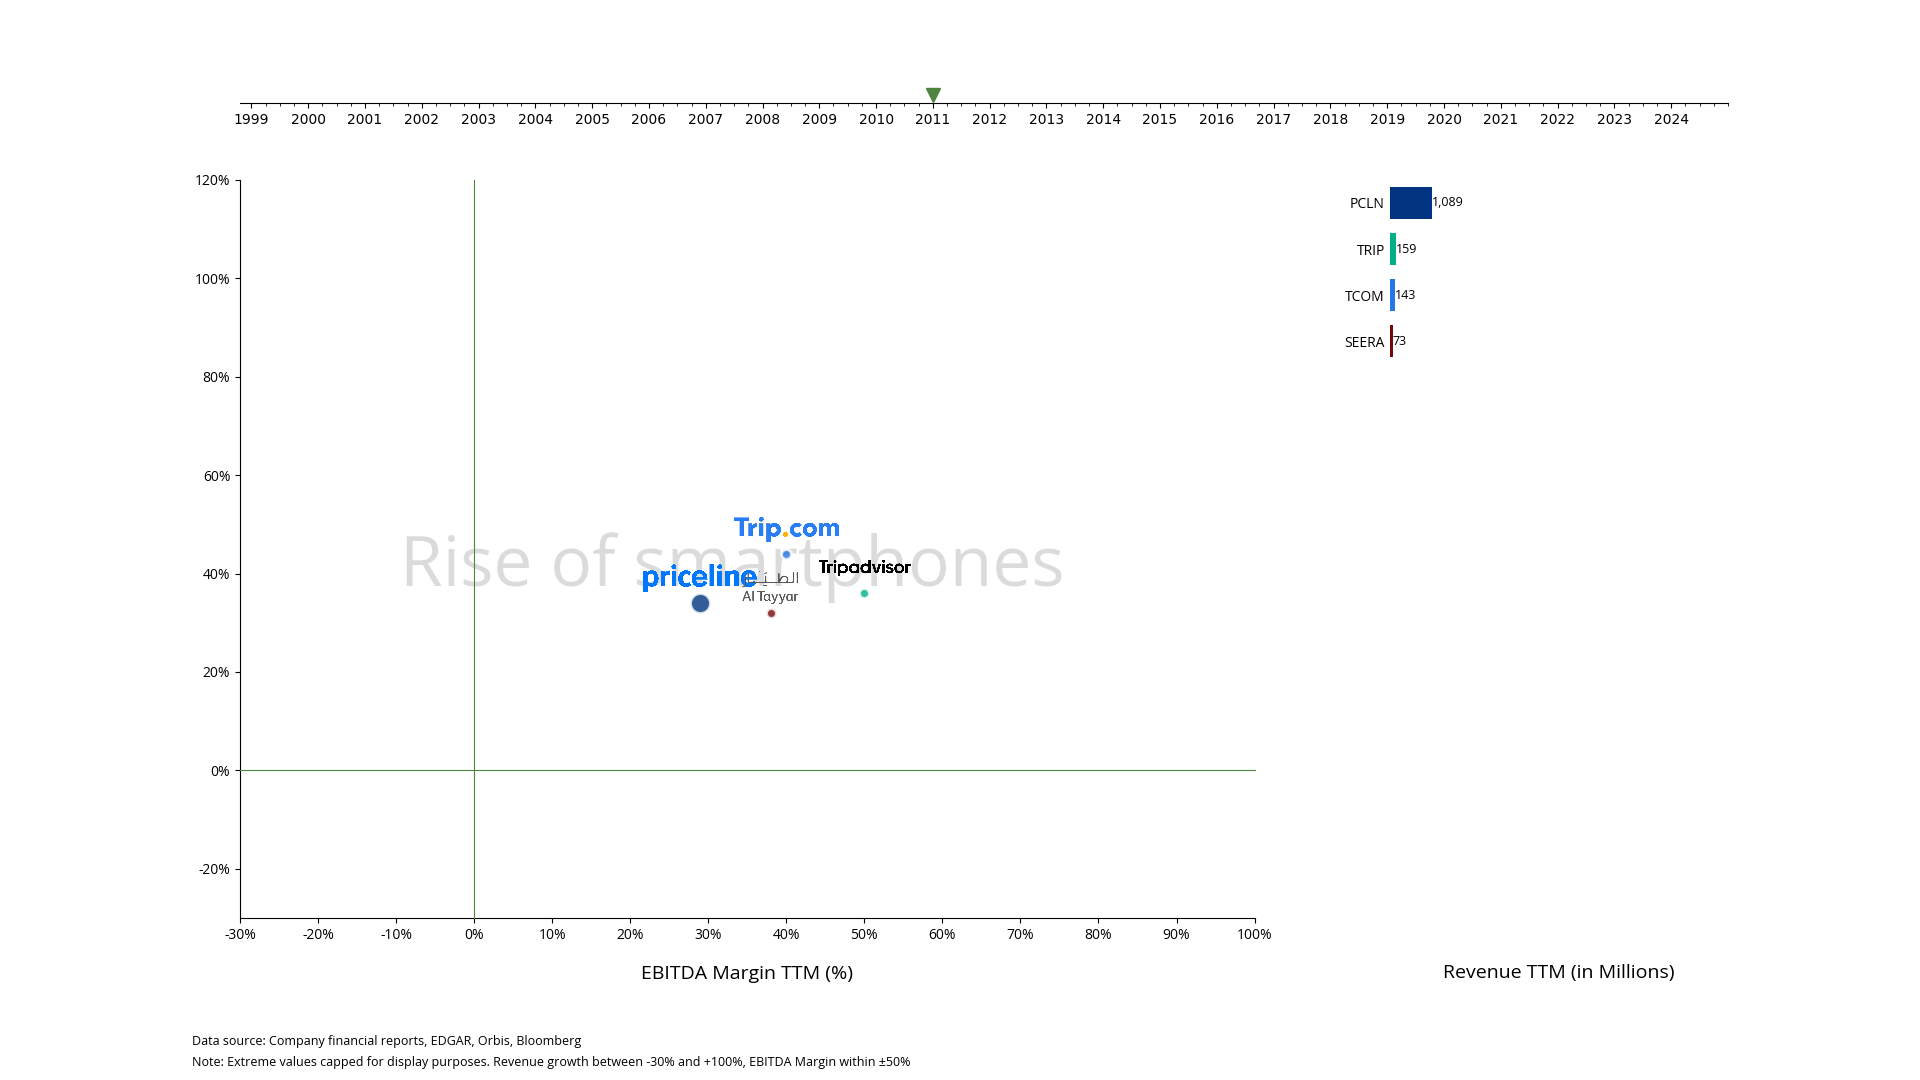 1999 2000 2001 2002 2003 2004 2005 2006 2007 2008 2009 2010 2011 2012 2013 2014 2015 2016 2017 2018 2019 2020 2021 2022 2023 2024
120%
100%
80%
60%
40%
20%
0%
-20%
Rise of smartphones
Trip.com
Tripadvisor
priceline
Al Tayyar
-30% -20% -10% 0% 10% 20% 30% 40% 50% 60% 70% 80% 90% 100%
EBITDA Margin TTM (%)
PCLN 1,089
TRIP 159
TCOM 143
SEERA 73
Revenue TTM (in Millions)
Data source: Company financial reports, EDGAR, Orbis, Bloomberg
Note: Extreme values capped for display purposes. Revenue growth between -30% and +100%, EBITDA Margin within ±50%